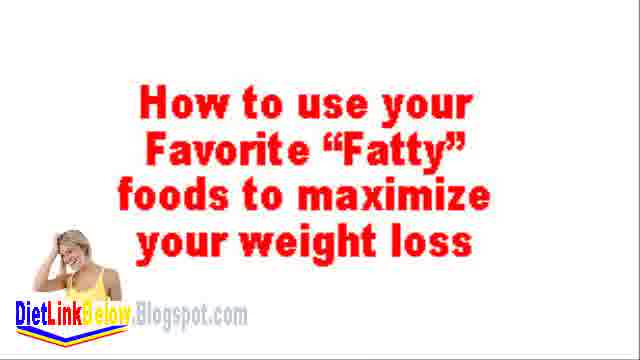 How to use your
Favorite “Fatty”
foods to maximize
your weight loss
DietLinkBelow.Blogspot.com